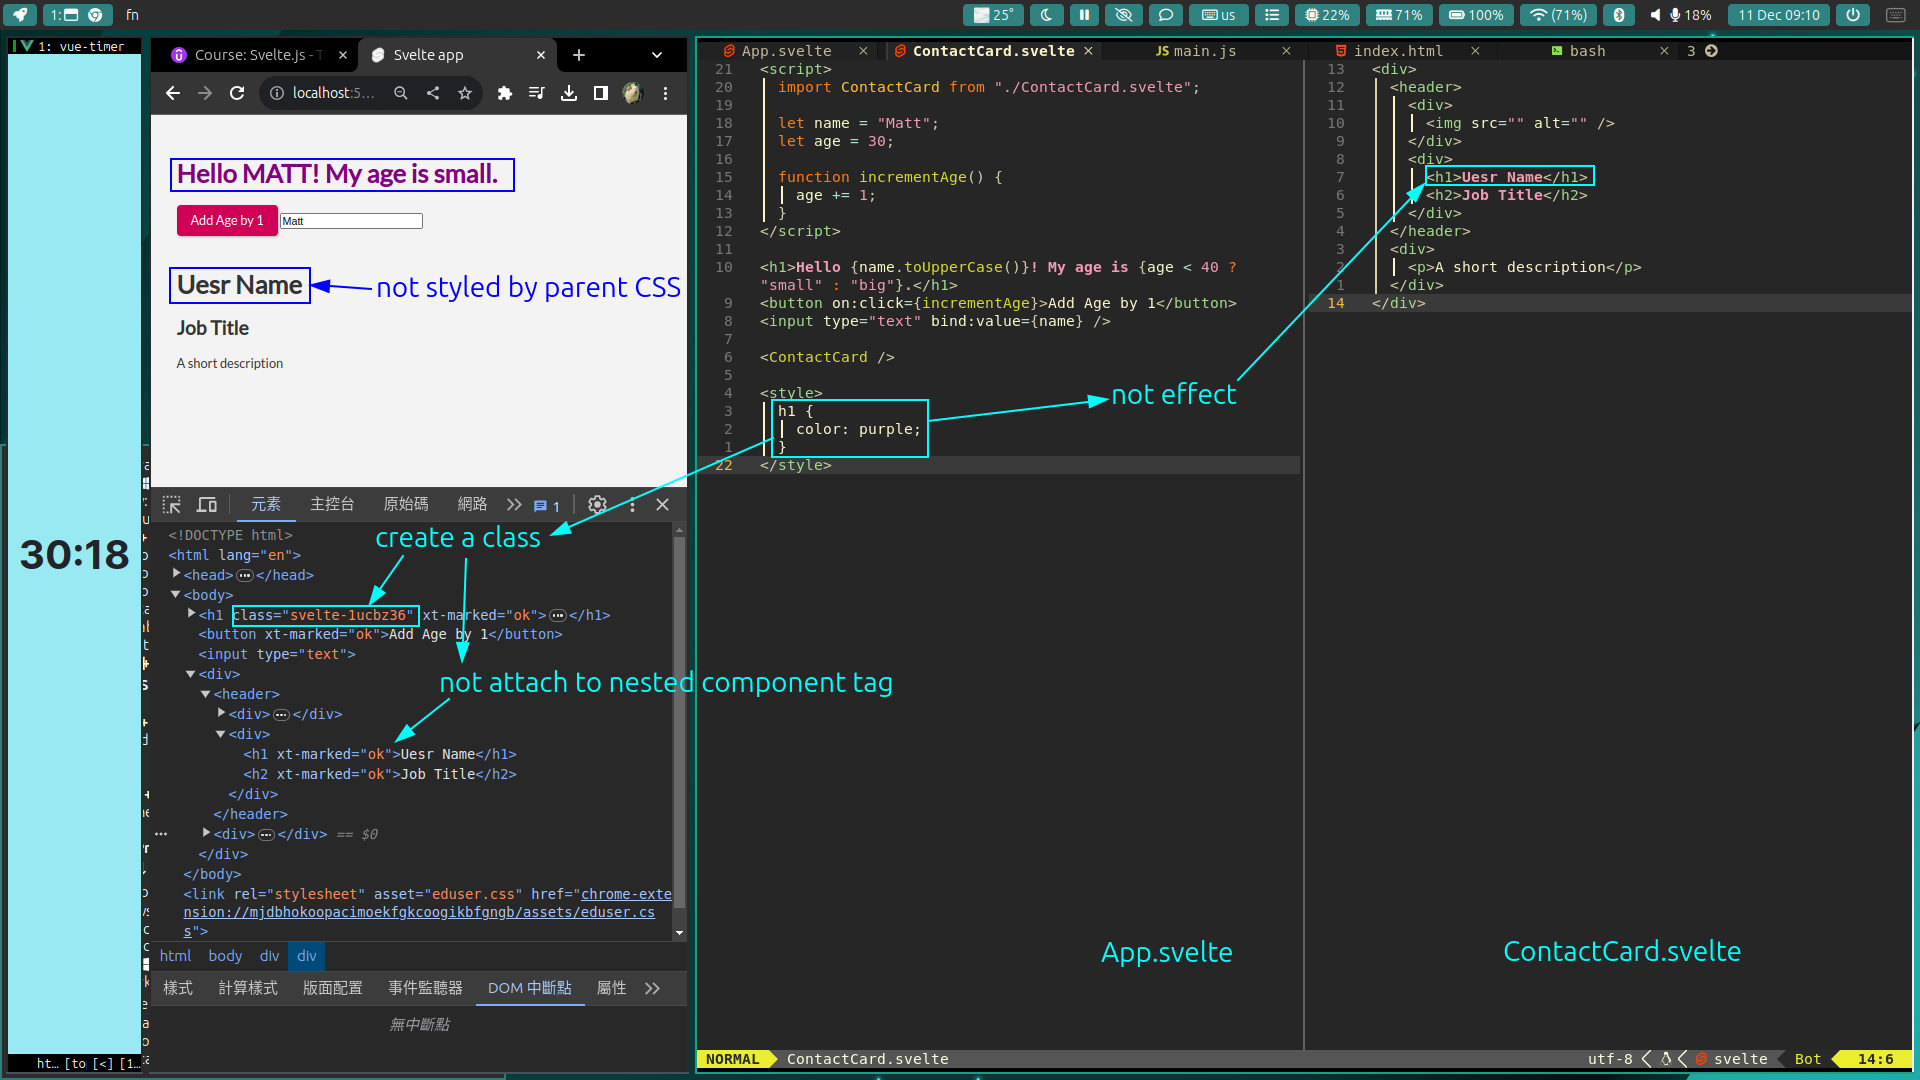 1:
fn
25°
us
22%
71%
100%
(71%)
18%
11 Dec 09:10
1: vue-timer
30:18
ht… [to [<] [1…
Course: Svelte.js - T
Svelte app
localhost:5…
Hello MATT! My age is small.
Add Age by 1
Matt
Uesr Name
not styled by parent CSS
Job Title
A short description
元素
主控台
原始碼
網路
1
create a class
<!DOCTYPE html>
<html lang="en">
<head>…</head>
<body>
<h1 class="svelte-1ucbz36" xt-marked="ok">…</h1>
<button xt-marked="ok">Add Age by 1</button>
<input type="text">
<div>
<header>
not attach to nested component tag
<div>…</div>
<div>
<h1 xt-marked="ok">Uesr Name</h1>
<h2 xt-marked="ok">Job Title</h2>
</div>
</header>
<div>…</div> == $0
</div>
</body>
<link rel="stylesheet" asset="eduser.css" href="chrome-exte
nsion://mjdbhokoopacimoekfgkcoogikbfgngb/assets/eduser.cs
s">
html body div div
樣式
計算樣式
版面配置
事件監聽器
DOM 中斷點
屬性
無中斷點
App.svelte
ContactCard.svelte
JS main.js
index.html
bash
3
21 <script>
20 import ContactCard from "./ContactCard.svelte";
19
18 let name = "Matt";
17 let age = 30;
16
15 function incrementAge() {
14 age += 1;
13 }
12 </script>
11
10 <h1>Hello {name.toUpperCase()}! My age is {age < 40 ?
"small" : "big"}.</h1>
9 <button on:click={incrementAge}>Add Age by 1</button>
8 <input type="text" bind:value={name} />
7
6 <ContactCard />
5
4 <style>
3 h1 {
2 color: purple;
1 }
22 </style>
not effect
App.svelte
13 <div>
12 <header>
11 <div>
10 <img src="" alt="" />
9 </div>
8 <div>
7 <h1>Uesr Name</h1>
6 <h2>Job Title</h2>
5 </div>
4 </header>
3 <div>
2 <p>A short description</p>
1 </div>
14 </div>
ContactCard.svelte
NORMAL
ContactCard.svelte
utf-8
svelte
Bot
14:6